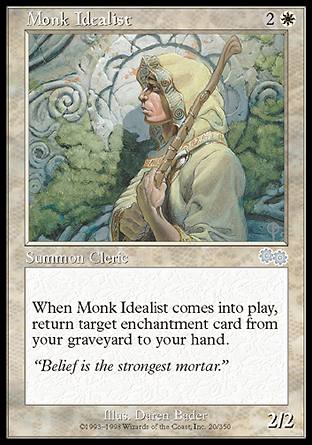 Monk Idealist 2
Summon Cleric
When Monk Idealist comes into play,
return target enchantment card from
your graveyard to your hand.
“Belief is the strongest mortar.”
Illus. Daren Bader
©1993–1998 Wizards of the Coast, Inc. 20/350
2/2